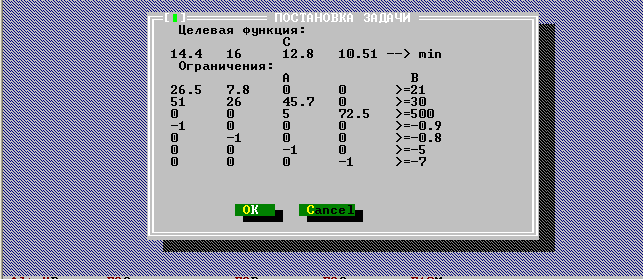 ПОСТАНОВКА ЗАДАЧИ
Целевая функция:
C
14.4 16 12.8 10.51 --> min
Ограничения:
A B
26.5 7.8 0 0 >=21
51 26 45.7 0 >=30
0 0 5 72.5 >=500
-1 0 0 0 >=-0.9
0 -1 0 0 >=-0.8
0 0 -1 0 >=-5
0 0 0 -1 >=-7
OK Cancel